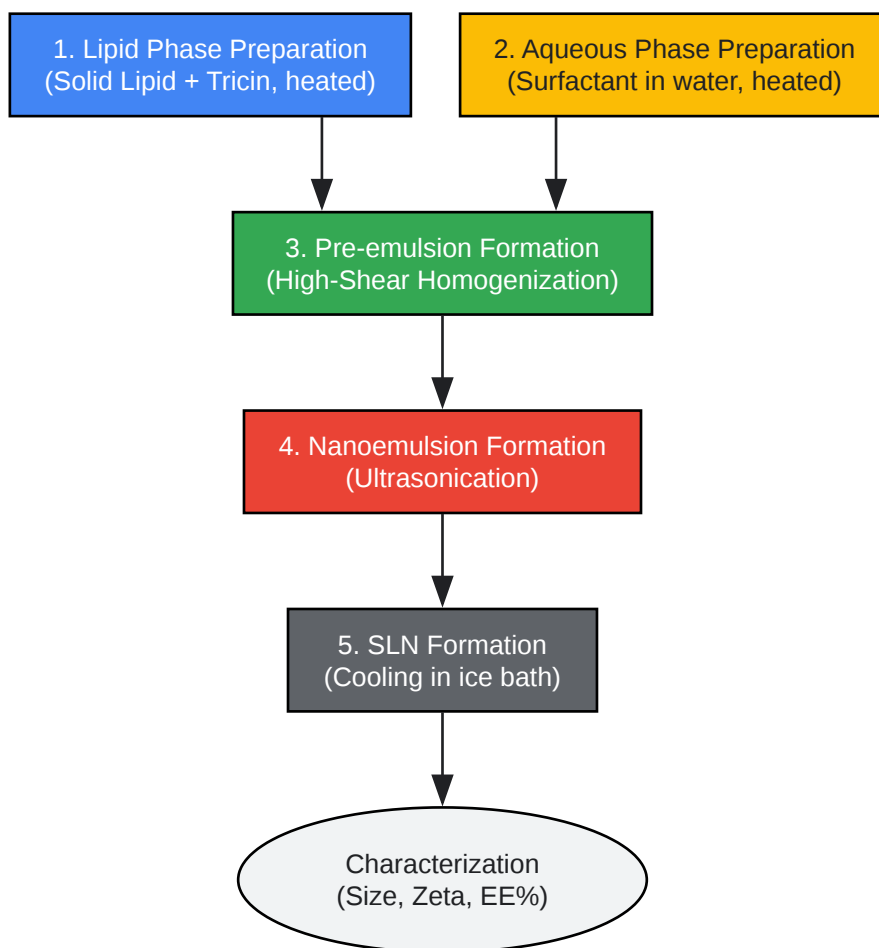 1. Lipid Phase Preparation
(Solid Lipid + Tricin, heated)
2. Aqueous Phase Preparation
(Surfactant in water, heated)
3. Pre-emulsion Formation
(High-Shear Homogenization)
4. Nanoemulsion Formation
(Ultrasonication)
5. SLN Formation
(Cooling in ice bath)
Characterization
(Size, Zeta, EE%)